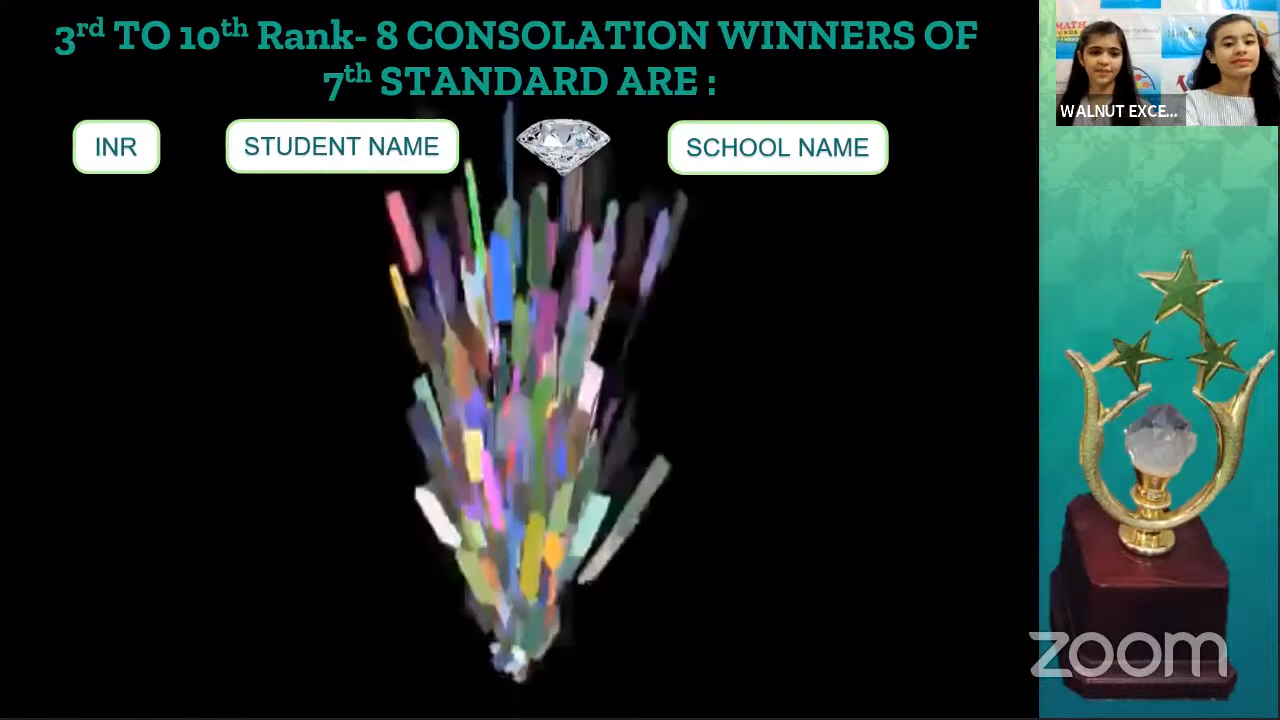 3rd TO 10th Rank- 8 CONSOLATION WINNERS OF
7th STANDARD ARE :
INR
STUDENT NAME
SCHOOL NAME
MATH
WALNUT EXCE...
zoom